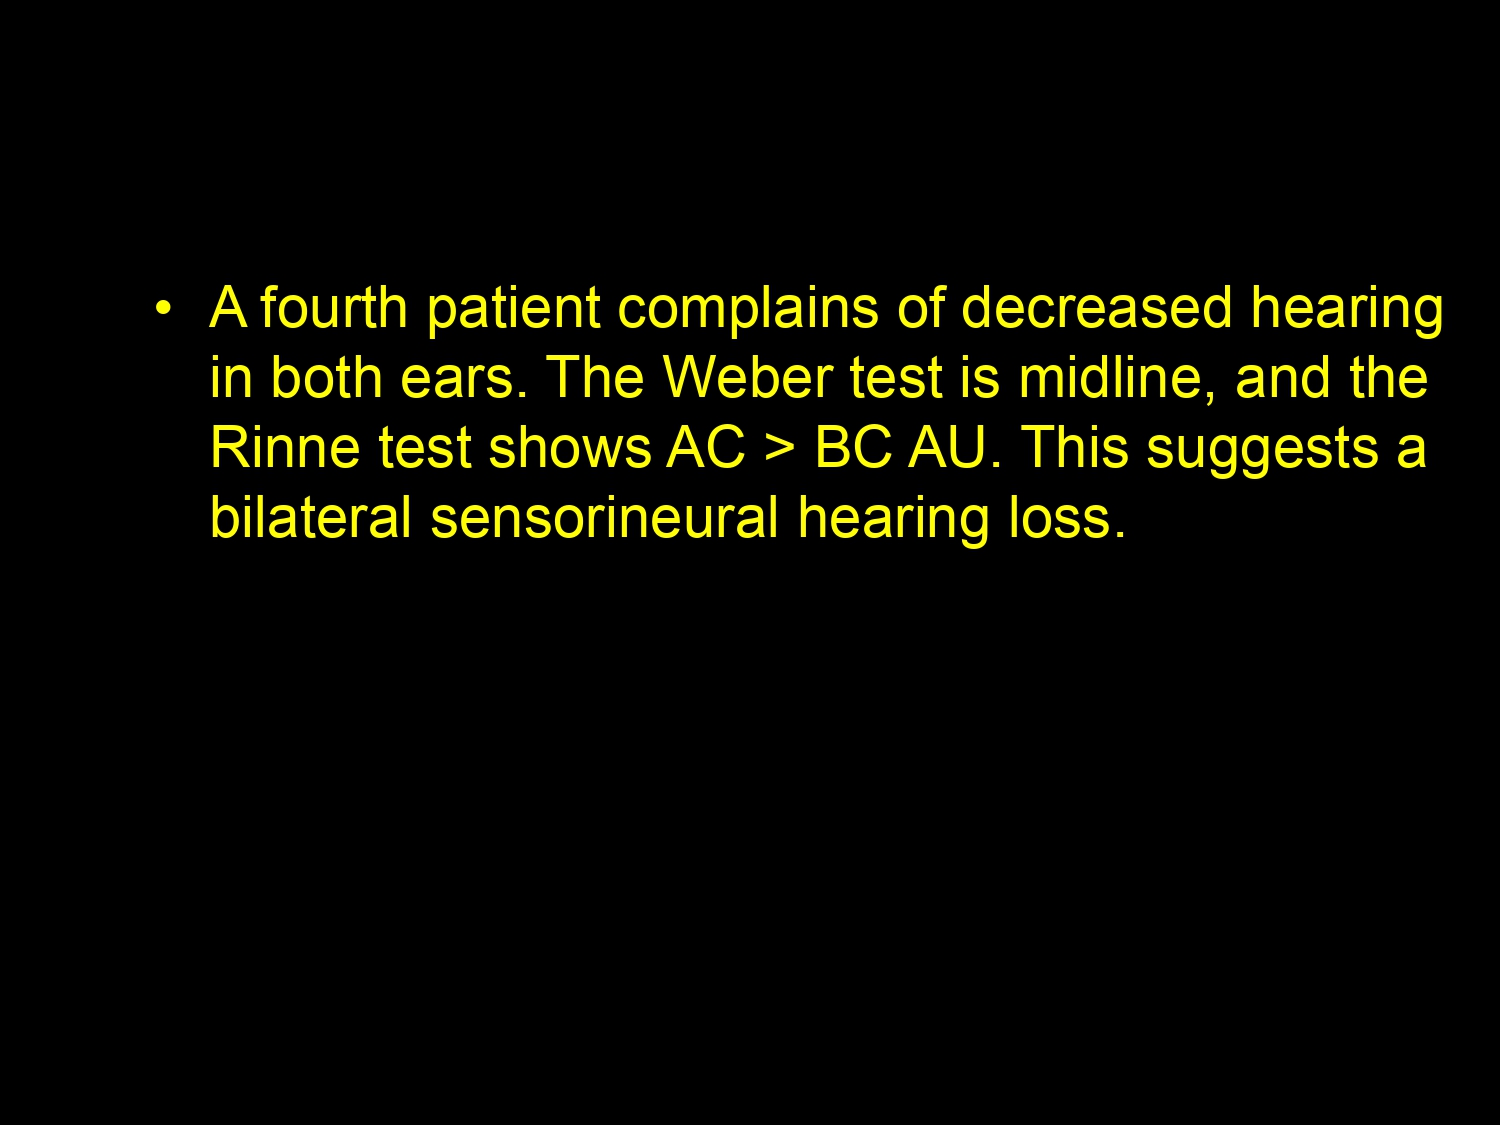 • A fourth patient complains of decreased hearing
in both ears. The Weber test is midline, and the
Rinne test shows AC > BC AU. This suggests a
bilateral sensorineural hearing loss.